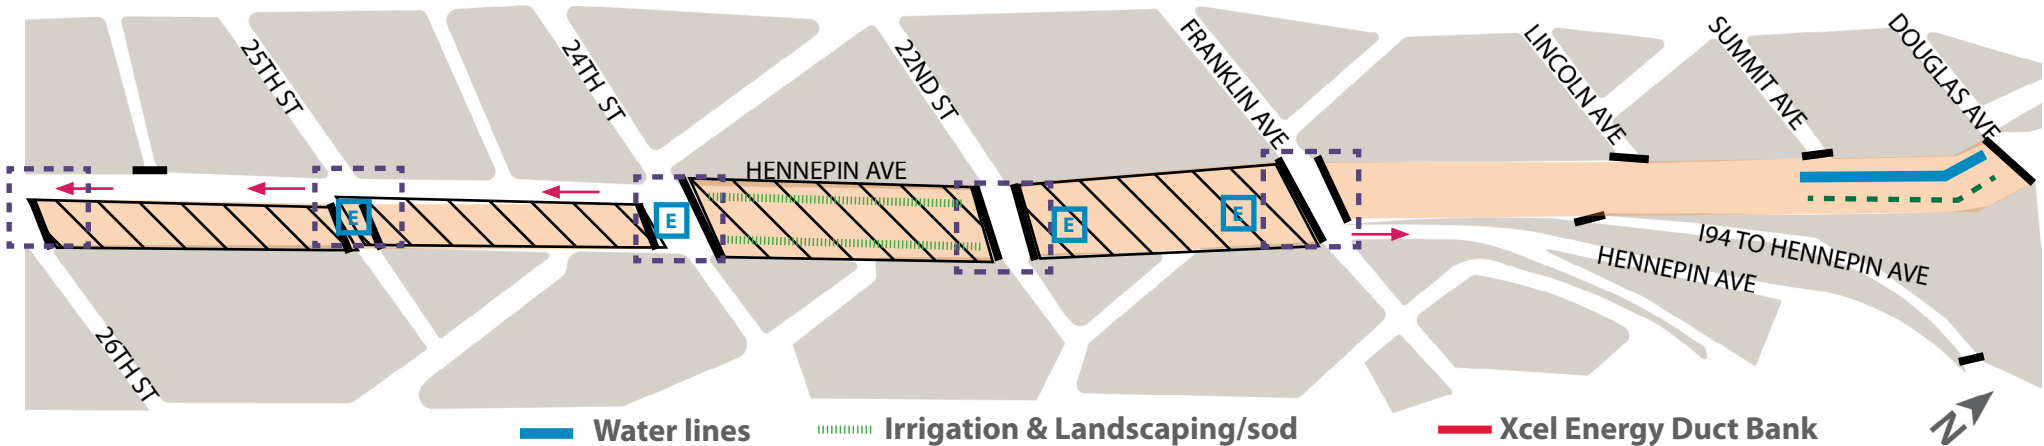 25TH ST
24TH ST
22ND ST
FRANKLIN AVE
LINCOLN AVE
SUMMIT AVE
DOUGLAS AVE
HENNEPIN AVE
E
E
E
E
I94 TO HENNEPIN AVE
HENNEPIN AVE
26TH ST
N
Water lines
Irrigation & Landscaping/sod
Xcel Energy Duct Bank